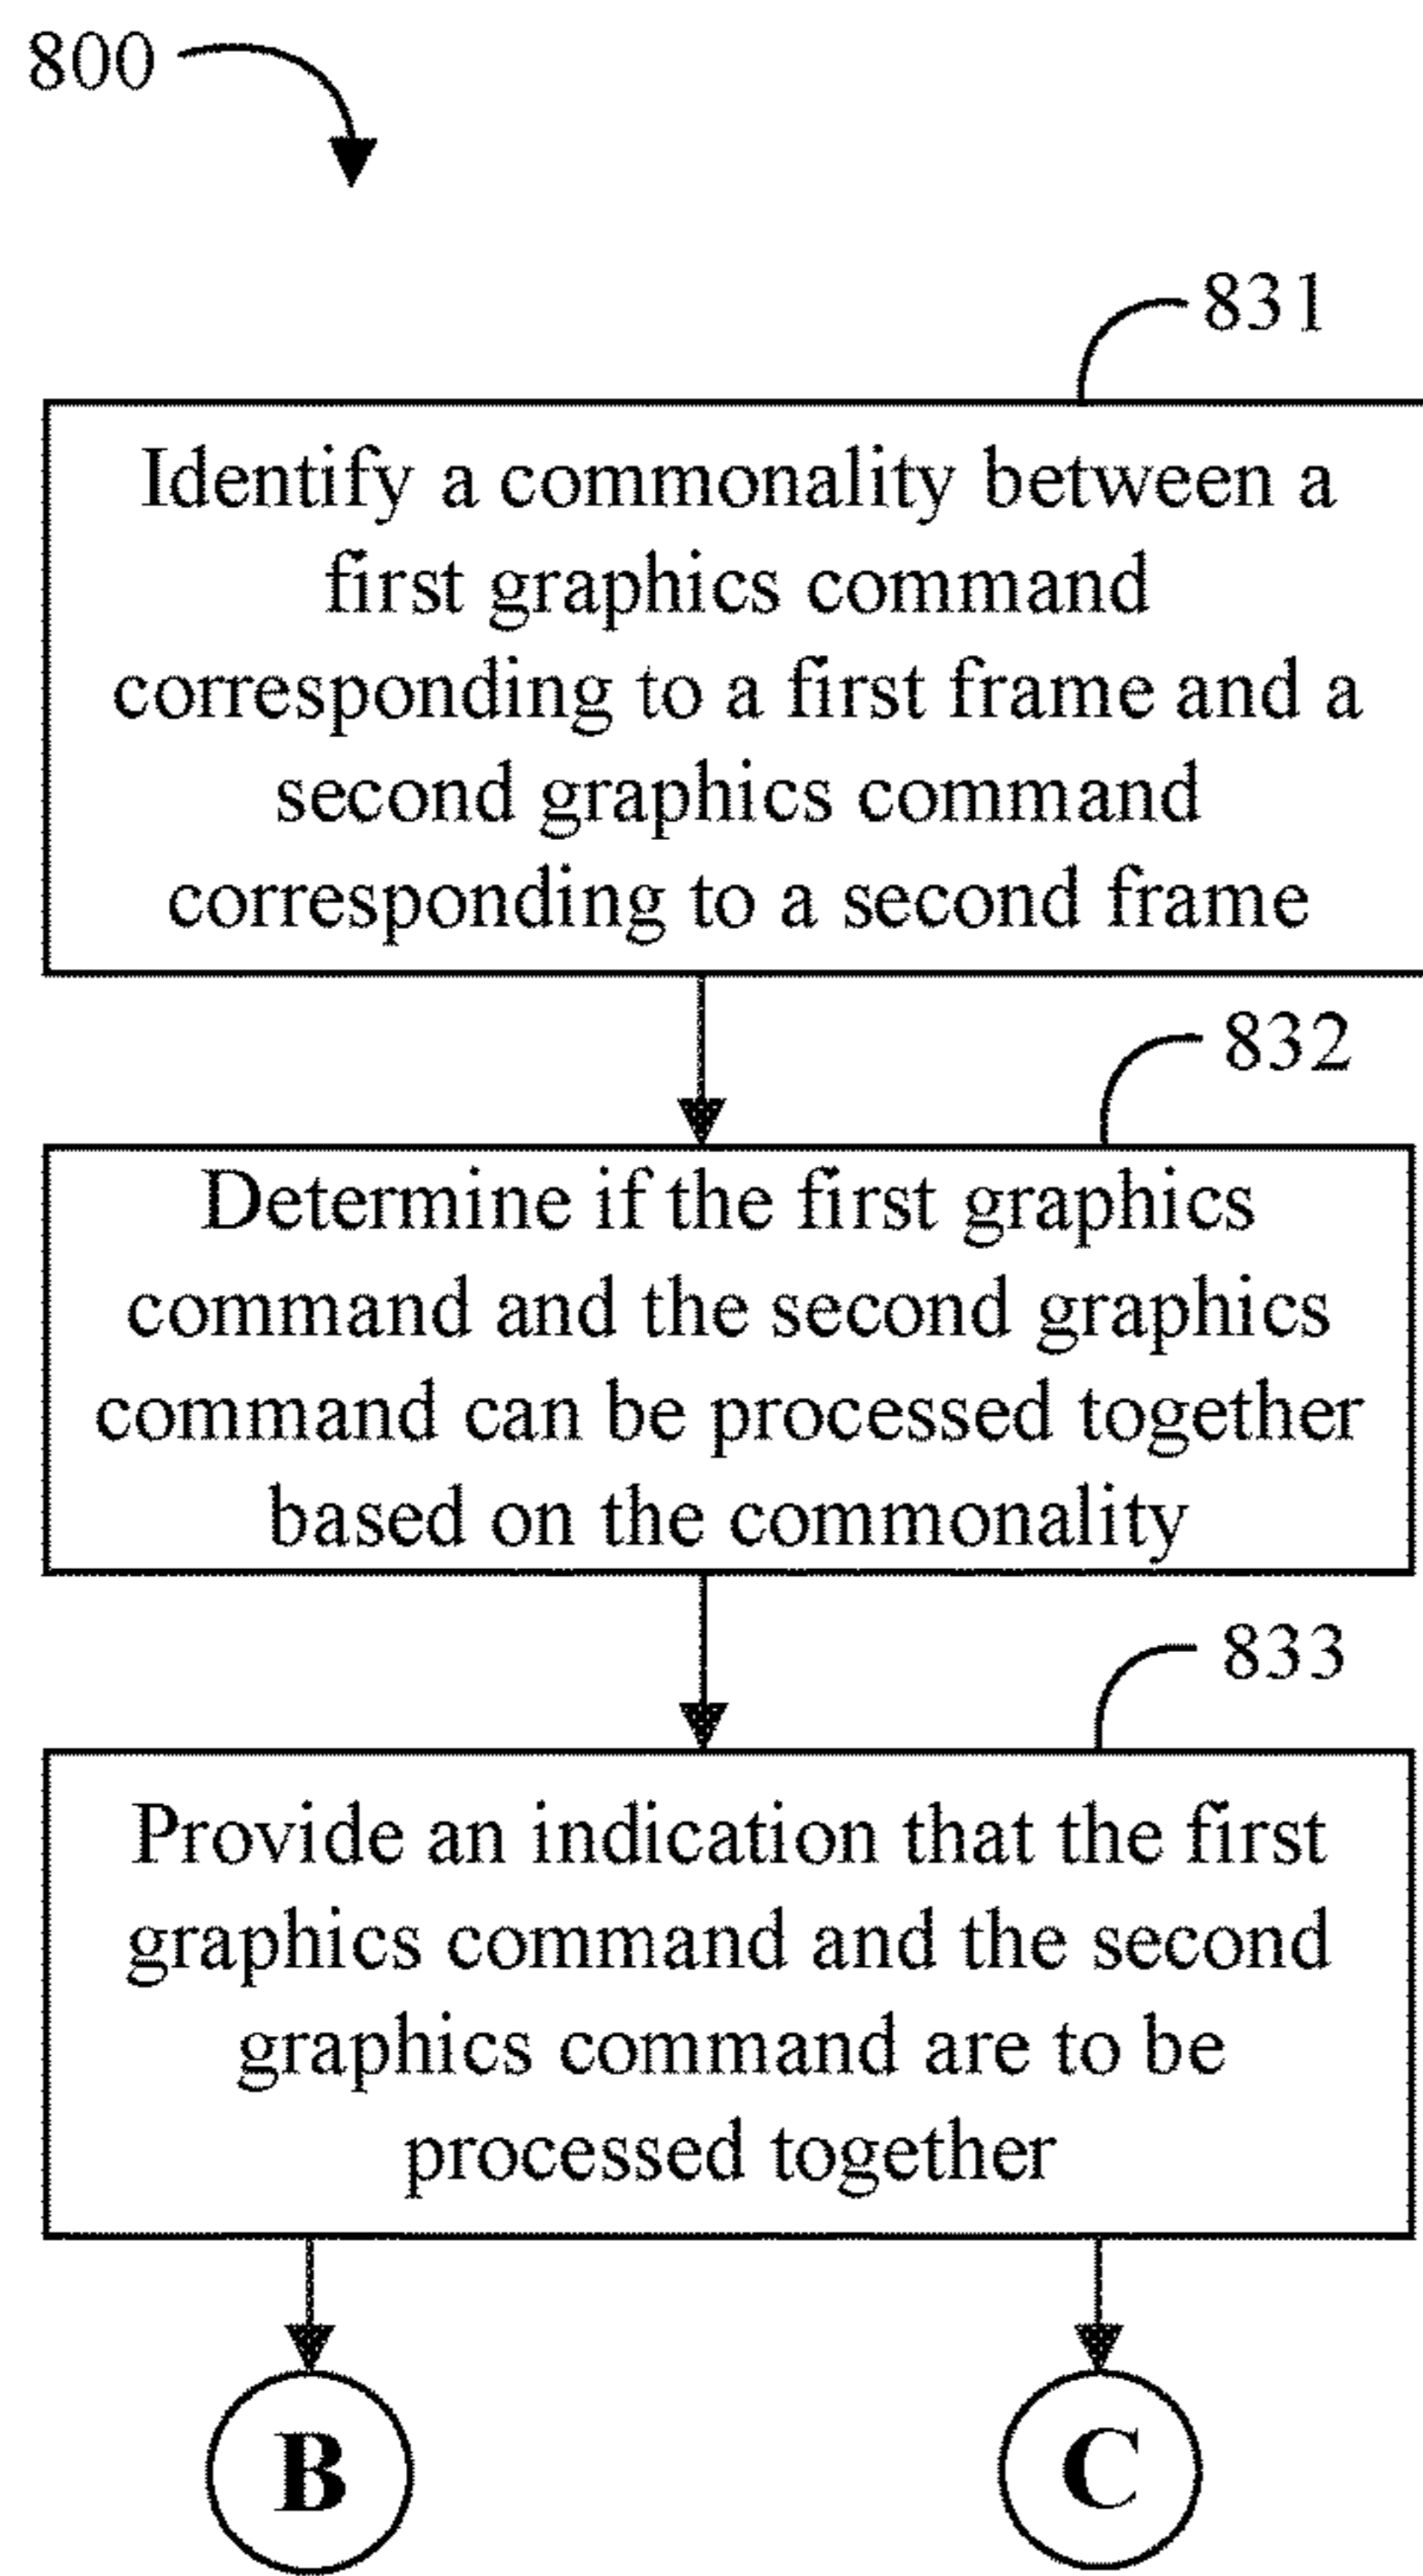 800
831
Identify a commonality between a
first graphics command
corresponding to a first frame and a
second graphics command
corresponding to a second frame
832
Determine if the first graphics
command and the second graphics
command can be processed together
based on the commonality
833
Provide an indication that the first
graphics command and the second
graphics command are to be
processed together
B
C